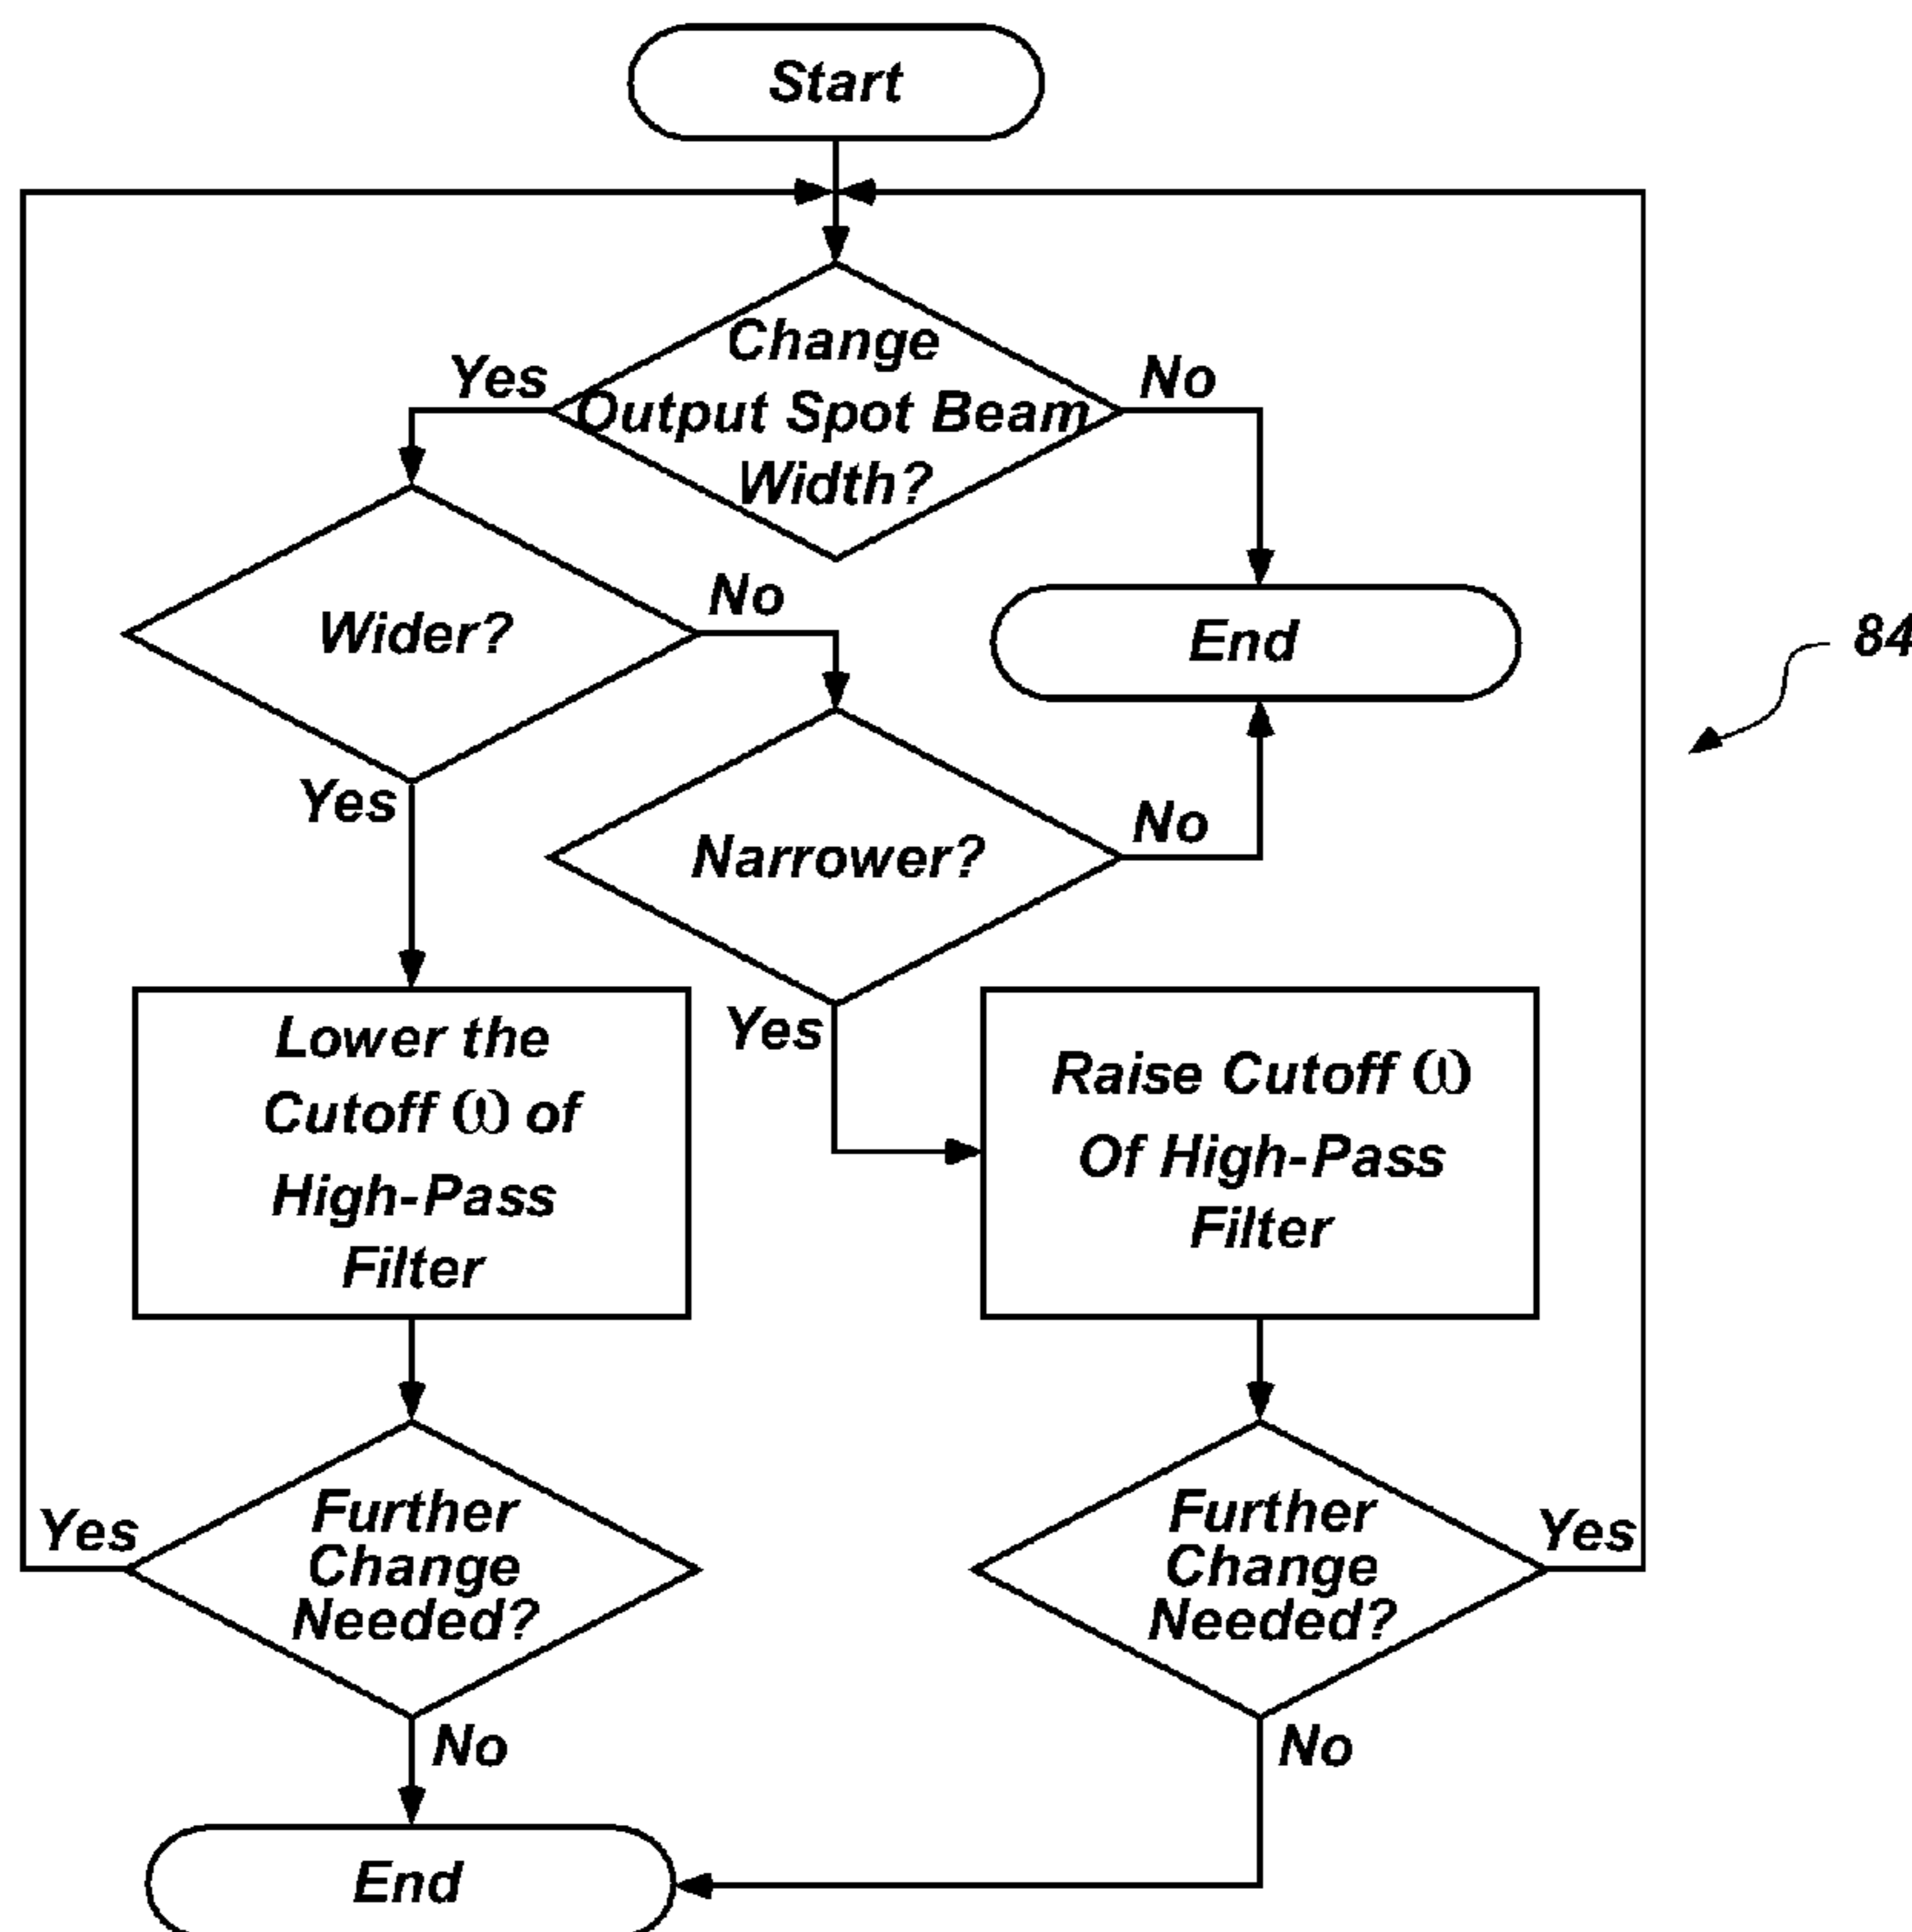 Start
Change
Output Spot Beam
Width?
Yes
No
Wider?
No
End
84
Yes
Narrower?
No
Yes
Lower the
Cutoff ω of
High-Pass
Filter
Raise Cutoff ω
Of High-Pass
Filter
Further
Change
Needed?
Yes
Further
Change
Needed?
Yes
No
No
End